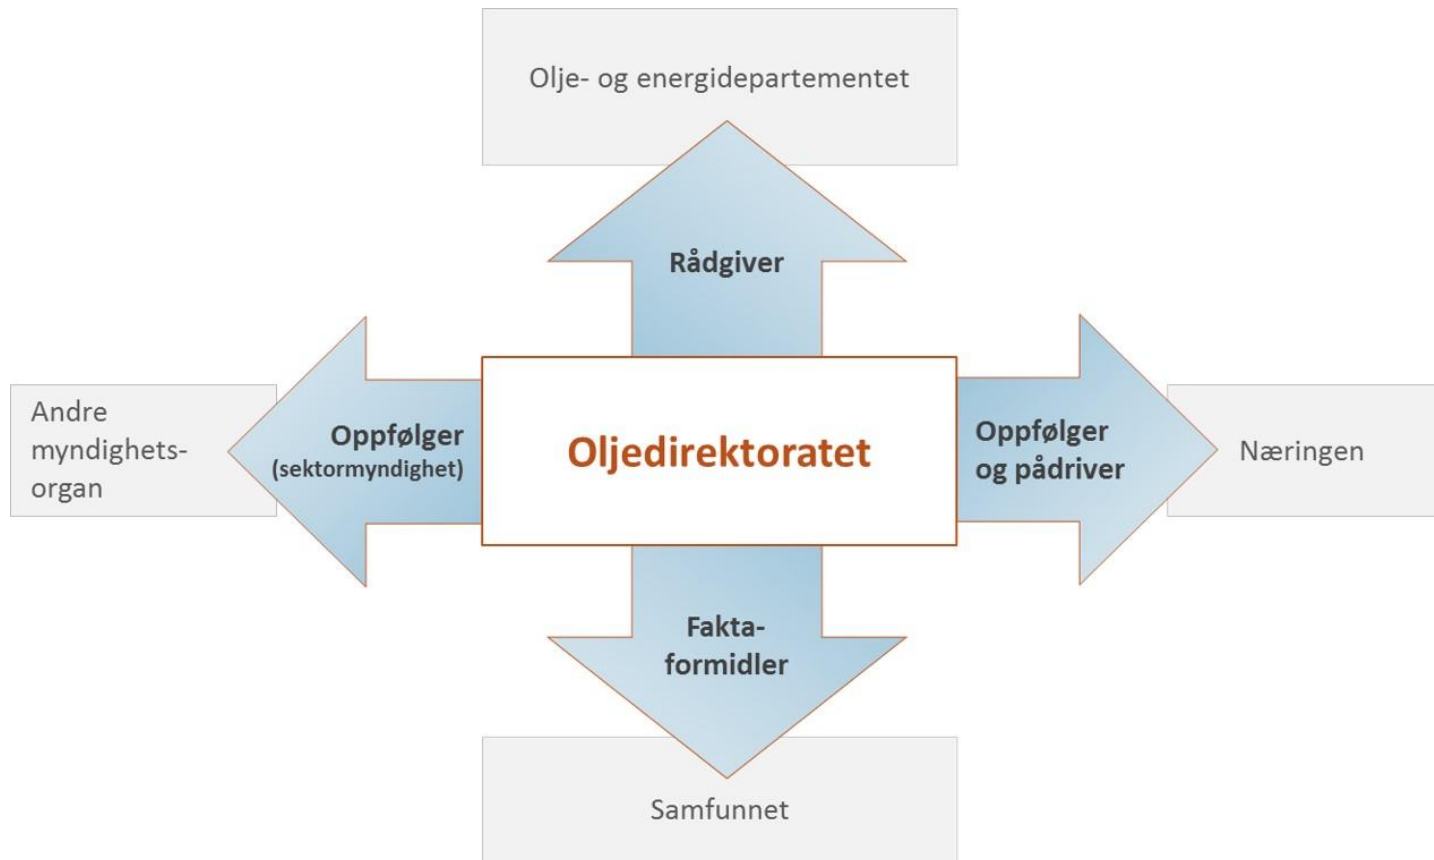 Olje- og energidepartementet
Rådgiver
Andre
myndighets-
organ
Oppfølger
(sektormyndighet)
Oljedirektoratet
Oppfølger
og pådriver
Næringen
Fakta-
formidler
Samfunnet